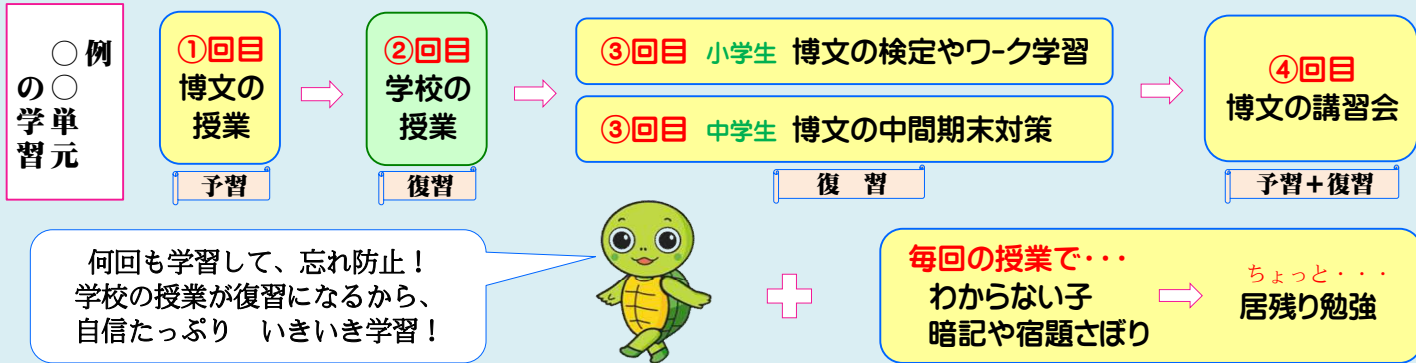 例
○○単元
の学習
①回目
博文の
授業
予習
②回目
学校の
授業
復習
③回目 小学生 博文の検定やワーク学習
③回目 中学生 博文の中間期末対策
復 習
④回目
博文の講習会
予習+復習
何回も学習して、忘れ防止！
学校の授業が復習になるから、
自信たっぷり いきいき学習！
毎回の授業で・・・
わからない子
暗記や宿題さぼり
ちょっと・・・
居残り勉強